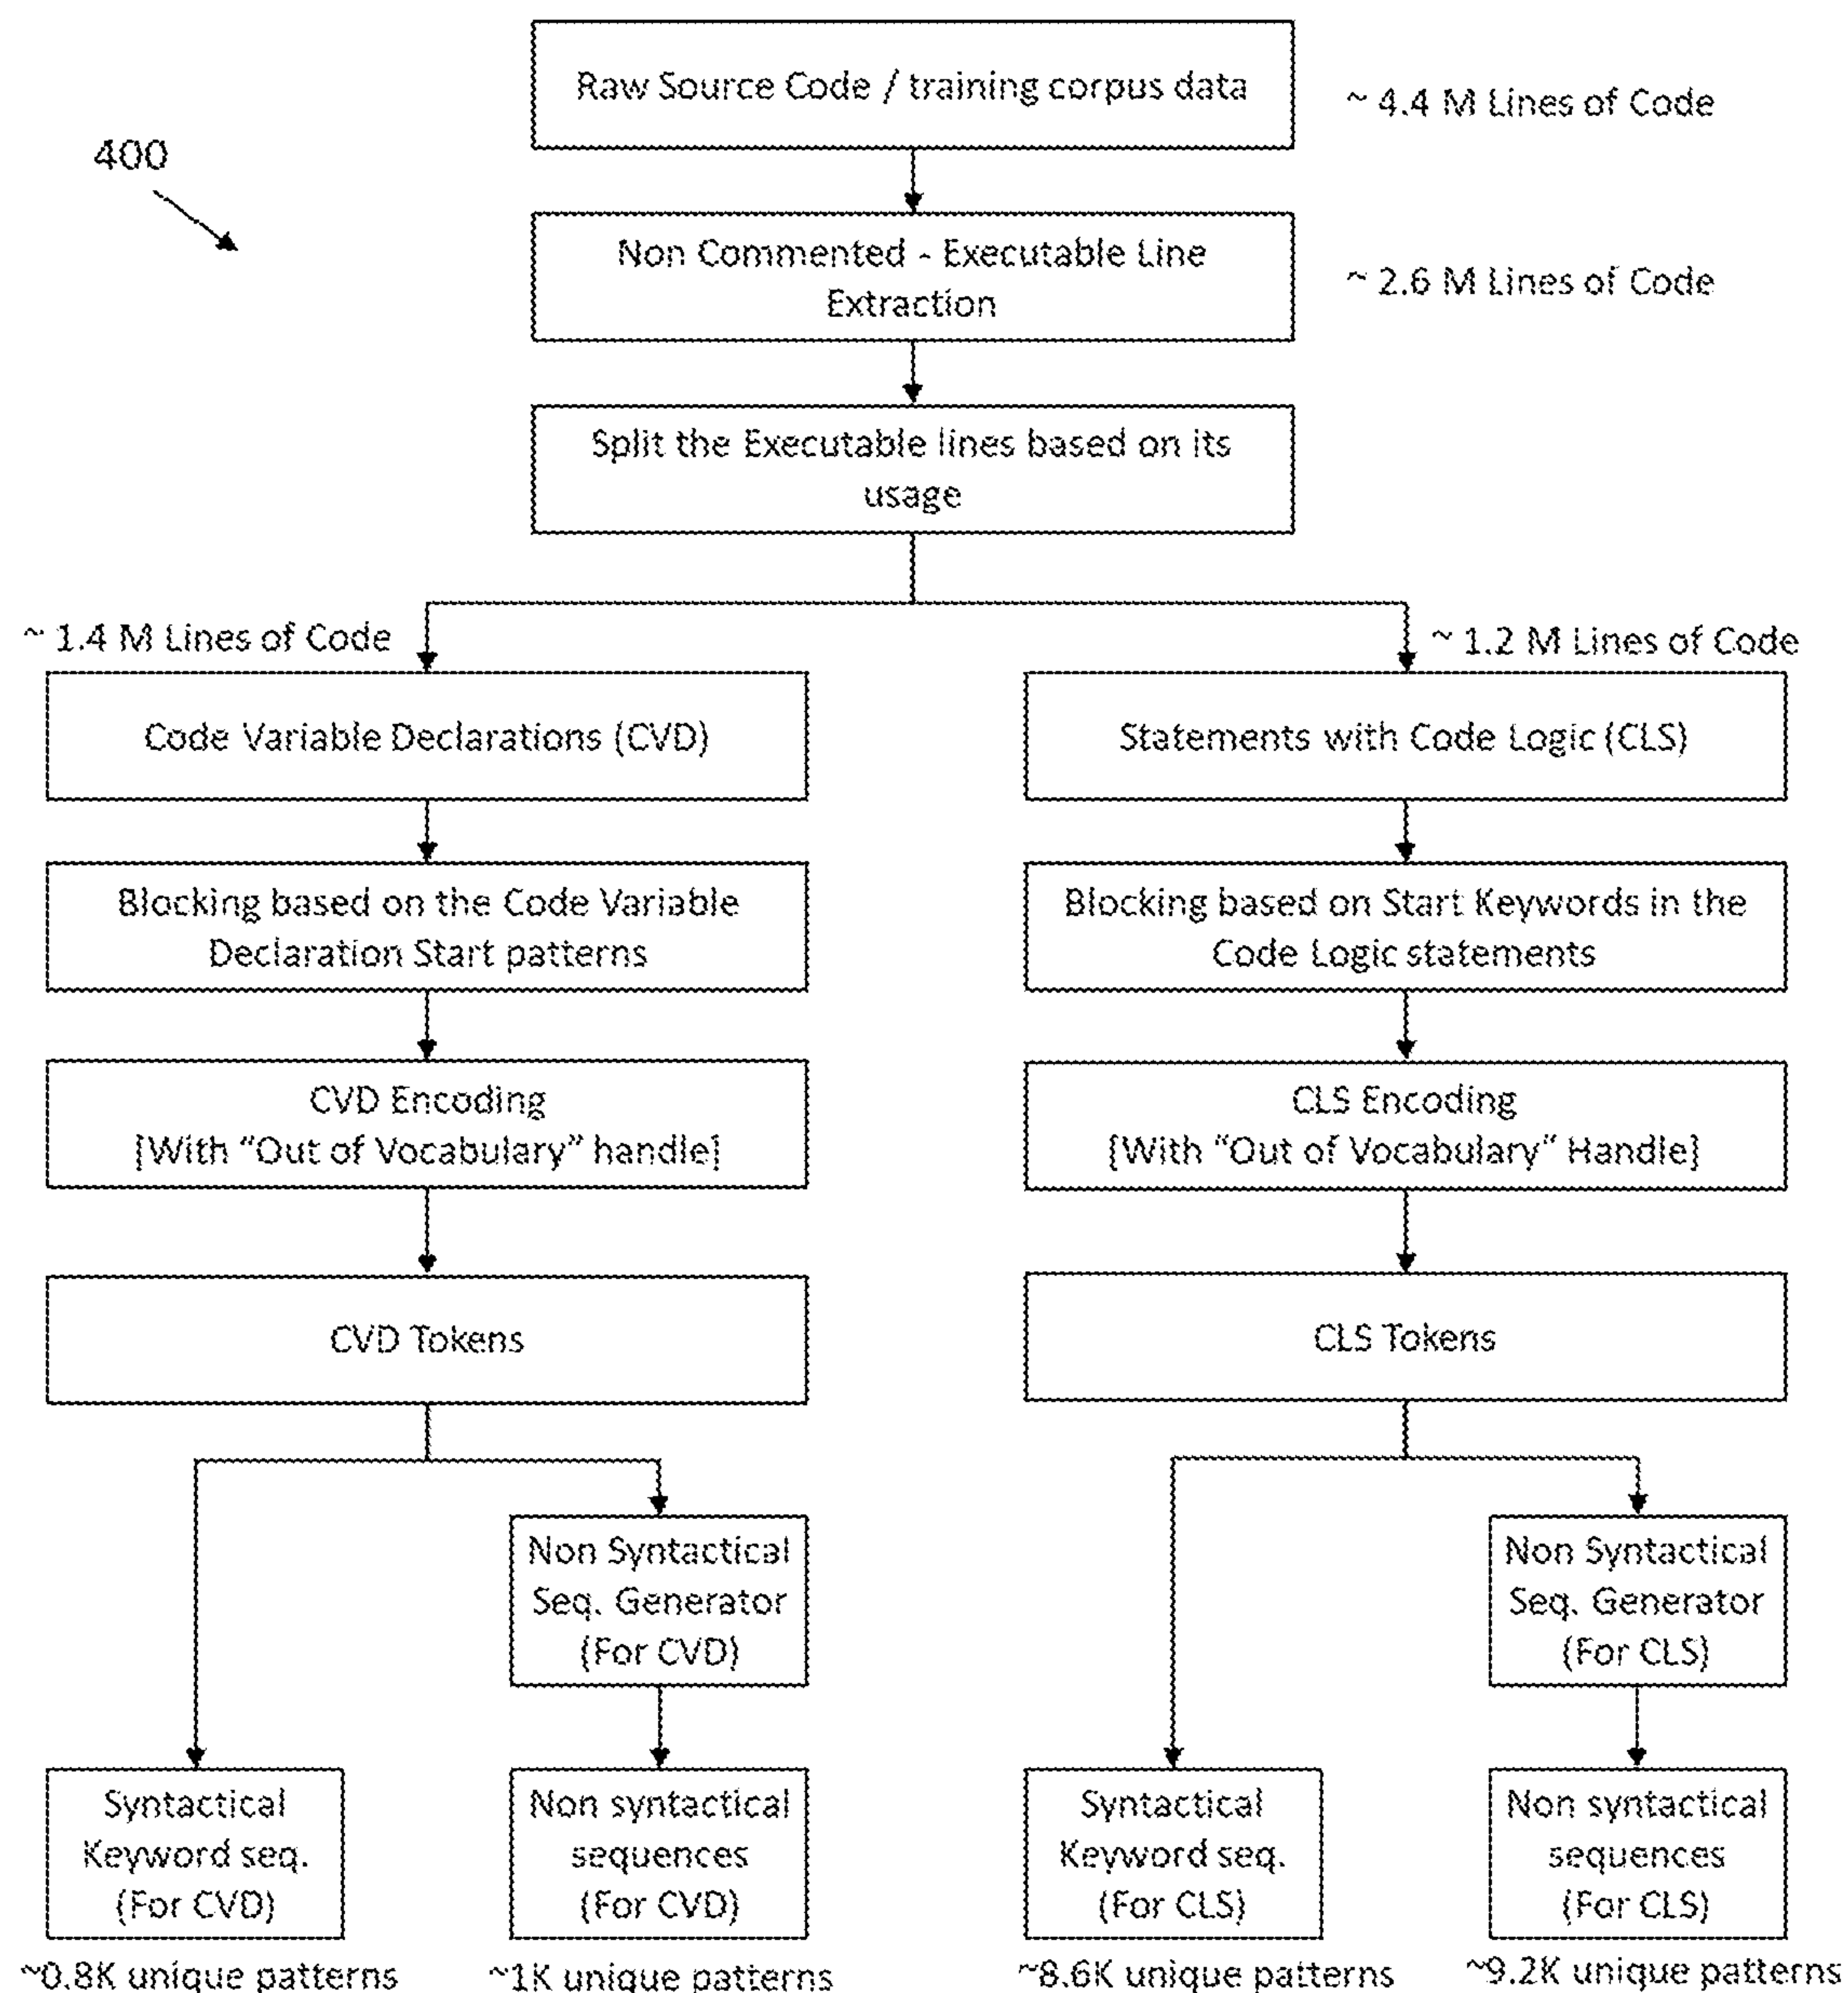 Raw Source Code / training corpus data
~ 4.4 M Lines of Code
400
Non Commented - Executable Line
Extraction
~ 2.6 M Lines of Code
Split the Executable lines based on its
usage
~ 1.4 M Lines of Code
~ 1.2 M Lines of Code
Code Variable Declarations (CVD)
Statements with Code Logic (CLS)
Blocking based on the Code Variable
Declaration Start patterns
Blocking based on Start Keywords in the
Code Logic statements
CVD Encoding
[With “Out of Vocabulary” handle]
CLS Encoding
[With “Out of Vocabulary” Handle]
CVD Tokens
CLS Tokens
Non Syntactical
Seq. Generator
(For CVD)
Non Syntactical
Seq. Generator
(For CLS)
Syntactical
Keyword seq.
(For CVD)
Non syntactical
sequences
(For CVD)
Syntactical
Keyword seq.
(For CLS)
Non syntactical
sequences
(For CLS)
~0.8K unique patterns
~1K unique patterns
~8.6K unique patterns
~9.2K unique patterns